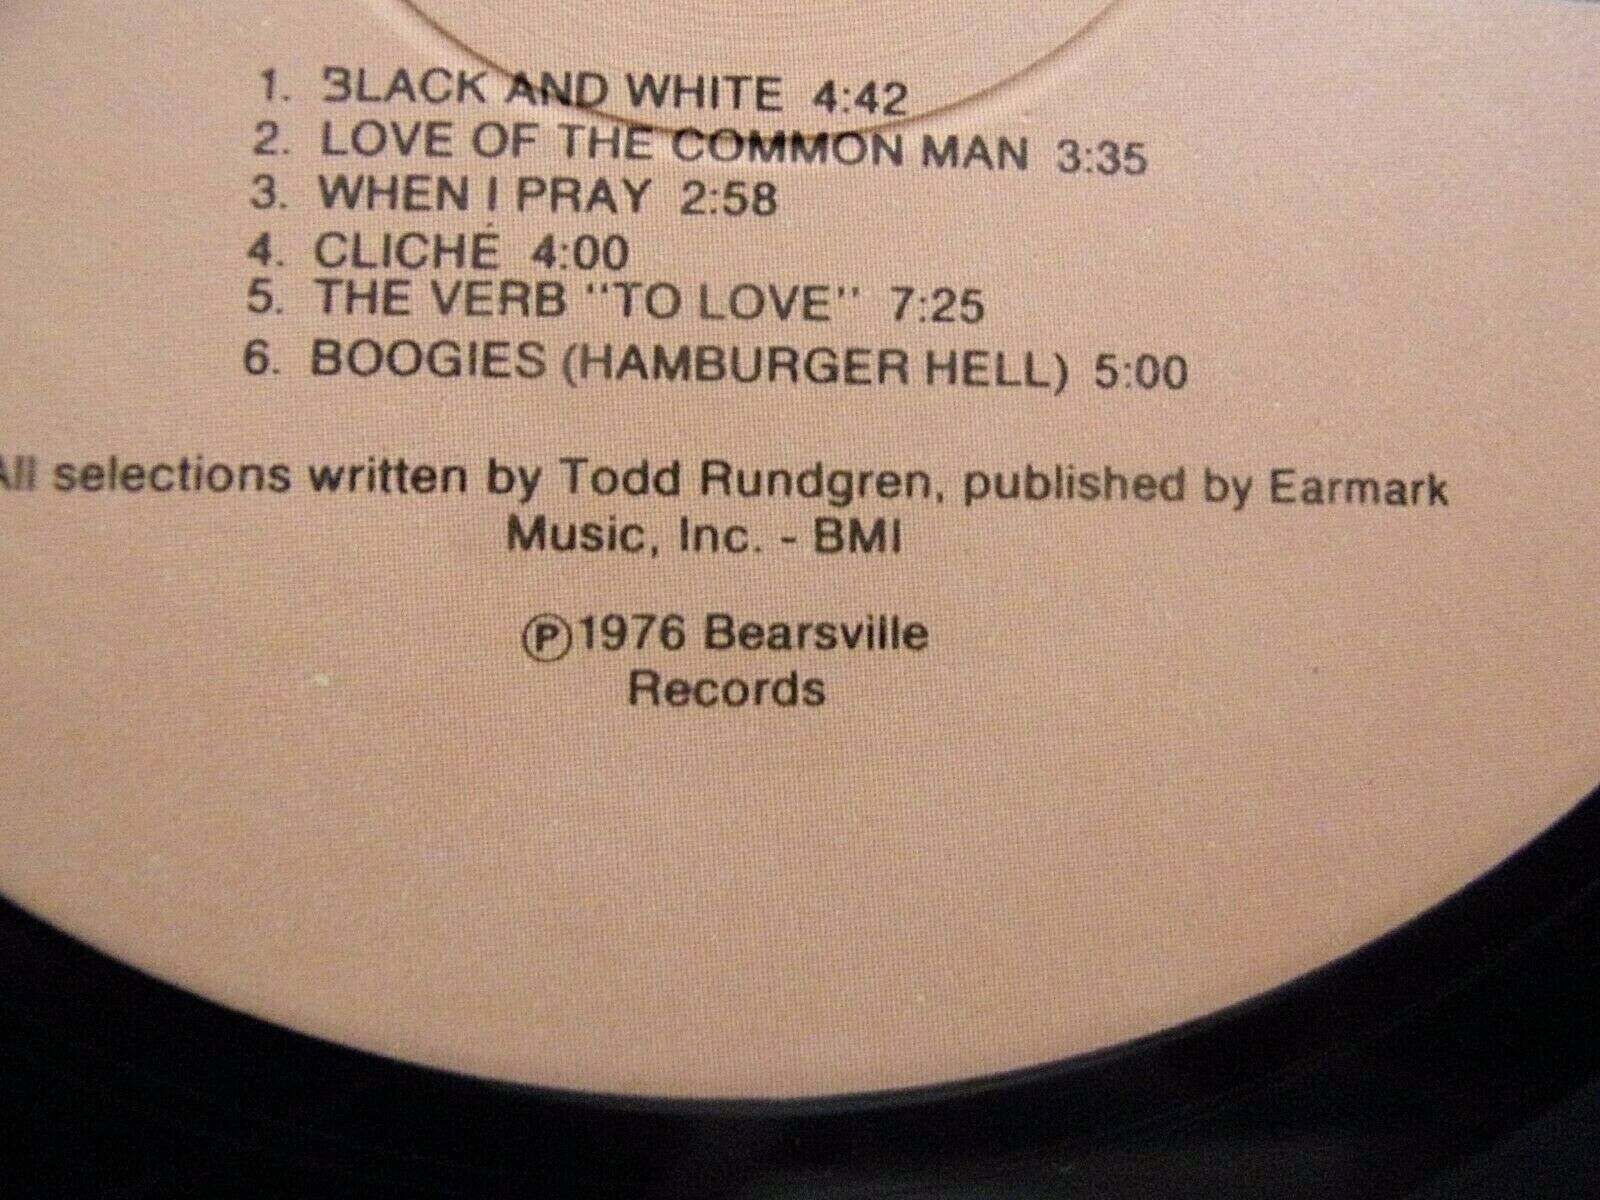 1. BLACK AND WHITE 4:42
2. LOVE OF THE COMMON MAN 3:35
3. WHEN I PRAY 2:58
4. CLICHÉ 4:00
5. THE VERB "TO LOVE" 7:25
6. BOOGIES (HAMBURGER HELL) 5:00
All selections written by Todd Rundgren, published by Earmark
Music, Inc. - BMI
Ⓟ1976 Bearsville
Records